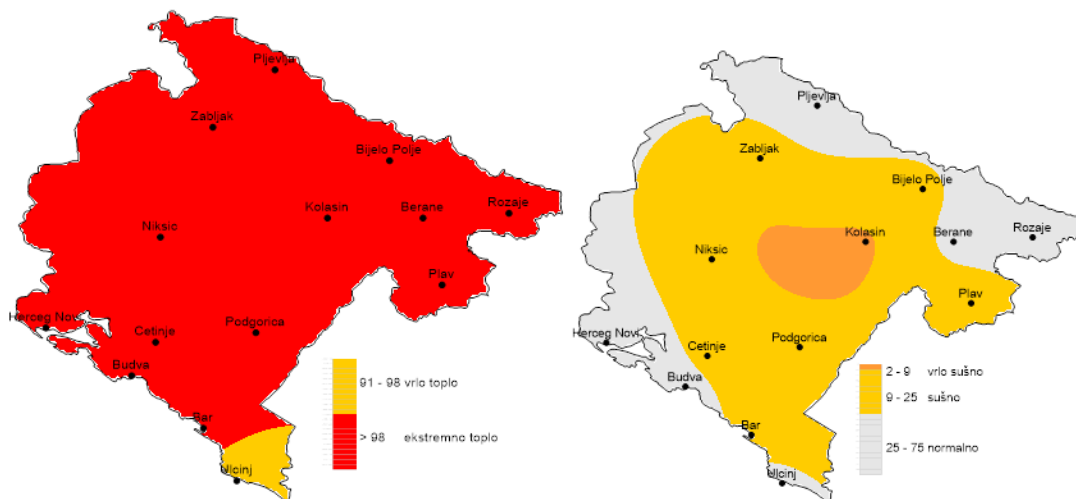 Pljevlja
Zabljak
Bijelo Polje
Kolasin
Berane
Rozaje
Niksic
Plav
Herceg Novi
Cetinje
Podgorica
Budva
Bar
Ulcinj
91 - 98 vrlo toplo
> 98 ekstremno toplo
Pljevlja
Zabljak
Bijelo Polje
Kolasin
Berane
Rozaje
Niksic
Plav
Herceg Novi
Cetinje
Podgorica
Budva
Bar
Ulcinj
2 - 9 vrlo sušno
9 - 25 sušno
25 - 75 normalno